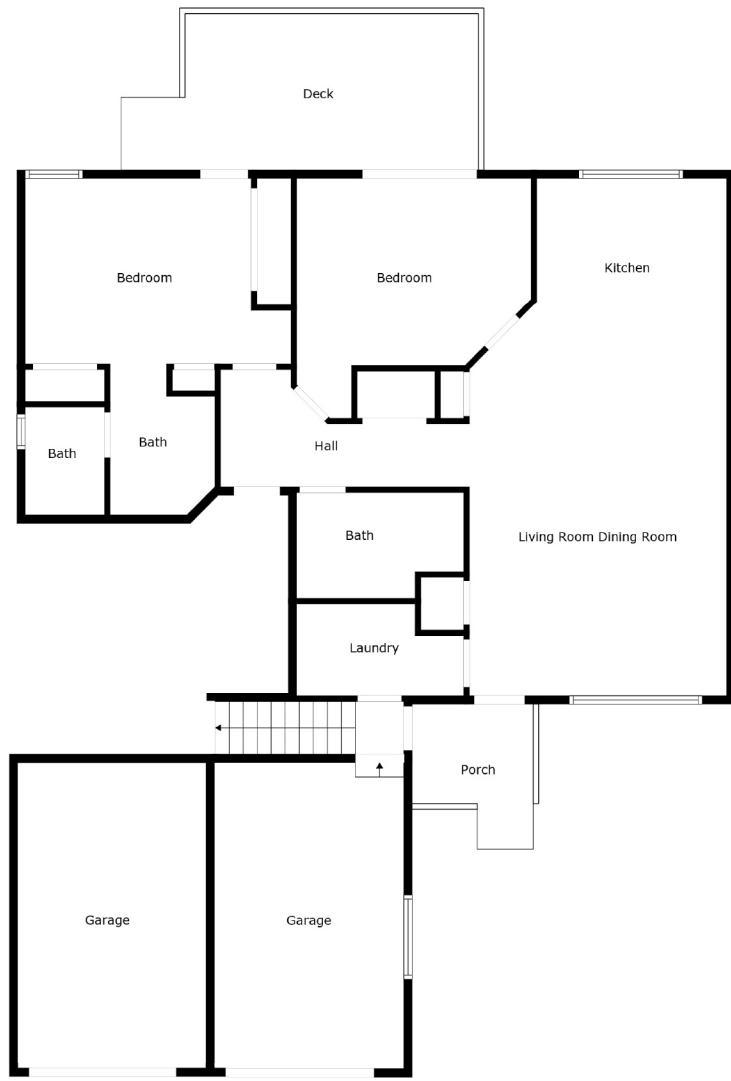 Deck
Bedroom
Bedroom
Kitchen
Bath
Bath
Hall
Bath
Living Room Dining Room
Laundry
Porch
Garage
Garage